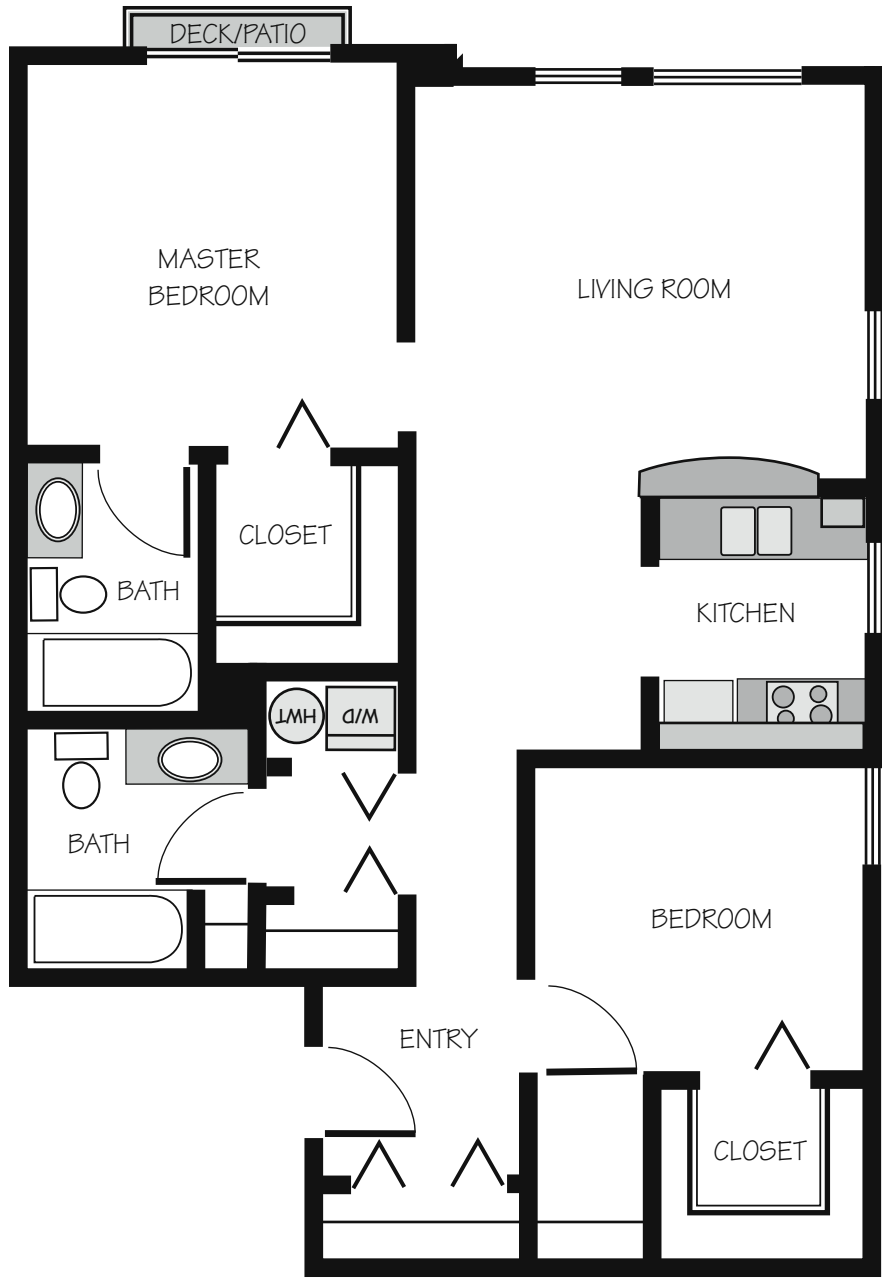 DECK/PATIO
MASTER
BEDROOM
LIVING ROOM
CLOSET
BATH
KITCHEN
HWT
W/D
BATH
BEDROOM
ENTRY
CLOSET